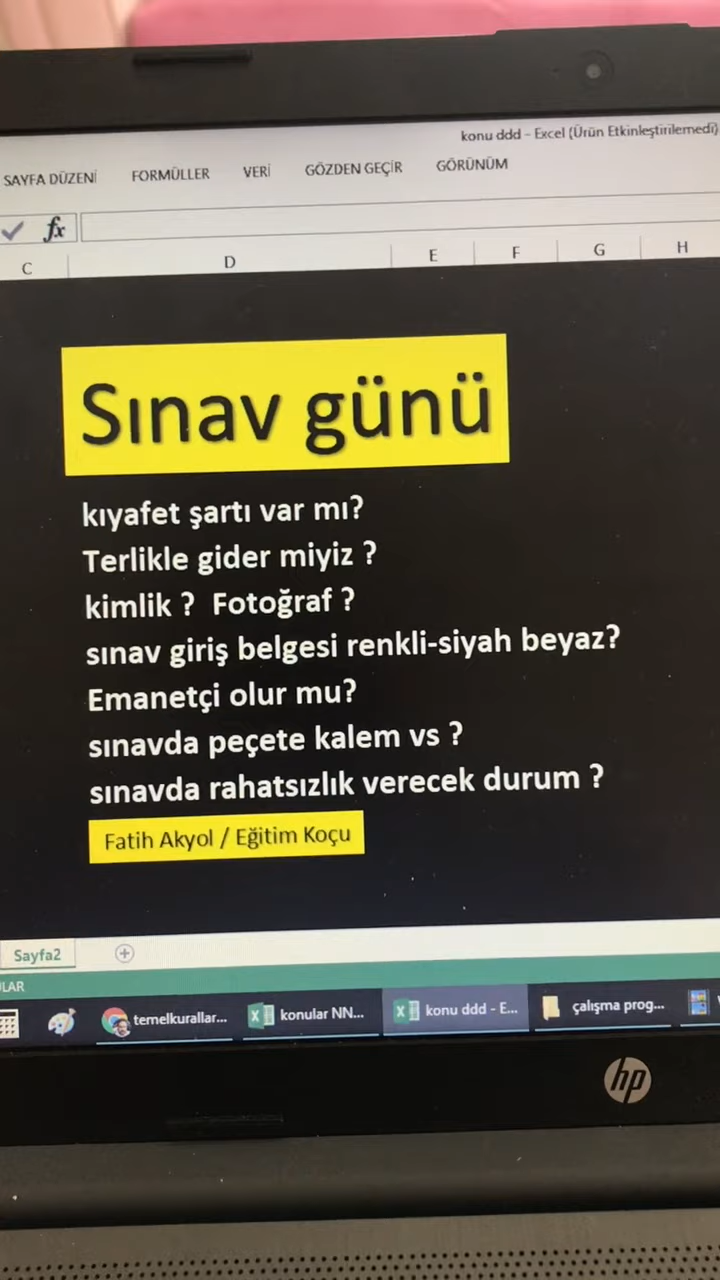 konu ddd - Excel (Ürün Etkinleştirilemedi)
SAYFA DÜZENİ FORMÜLLER VERİ GÖZDEN GEÇİR GÖRÜNÜM
fx
C D E F G H
Sınav günü
kıyafet şartı var mı?
Terlikle gider miyiz ?
kimlik ? Fotoğraf ?
sınav giriş belgesi renkli-siyah beyaz?
Emanetçi olur mu?
sınavda peçete kalem vs ?
sınavda rahatsızlık verecek durum ?
Fatih Akyol / Eğitim Koçu
Sayfa2
LAR
temelkurallar... konular NN... konu ddd - E... çalışma prog...
hp